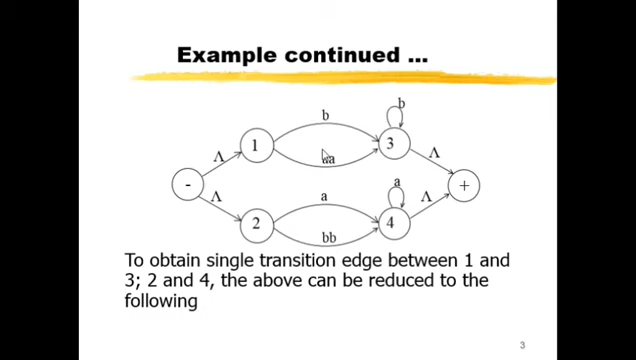 Example continued ...
b
b
1
3
Λ
aa
Λ
-
+
Λ
a
a
Λ
2
4
bb
To obtain single transition edge between 1 and
3; 2 and 4, the above can be reduced to the
following
3